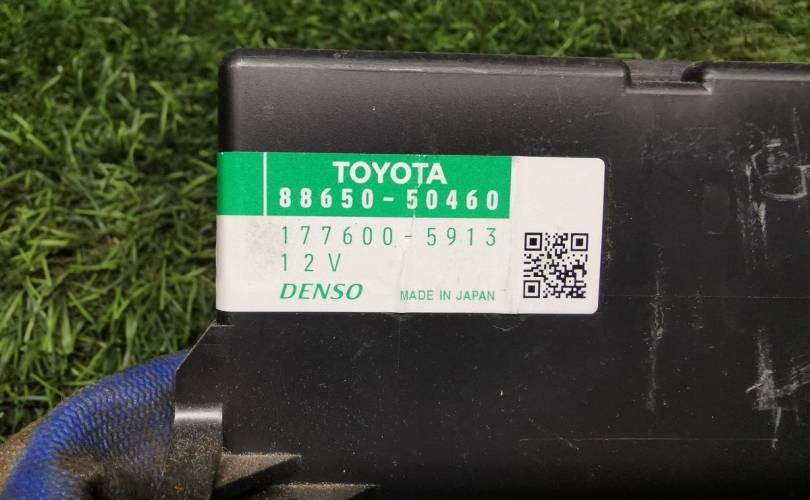 TOYOTA
88650-50460
177600-5913
12V
DENSO MADE IN JAPAN